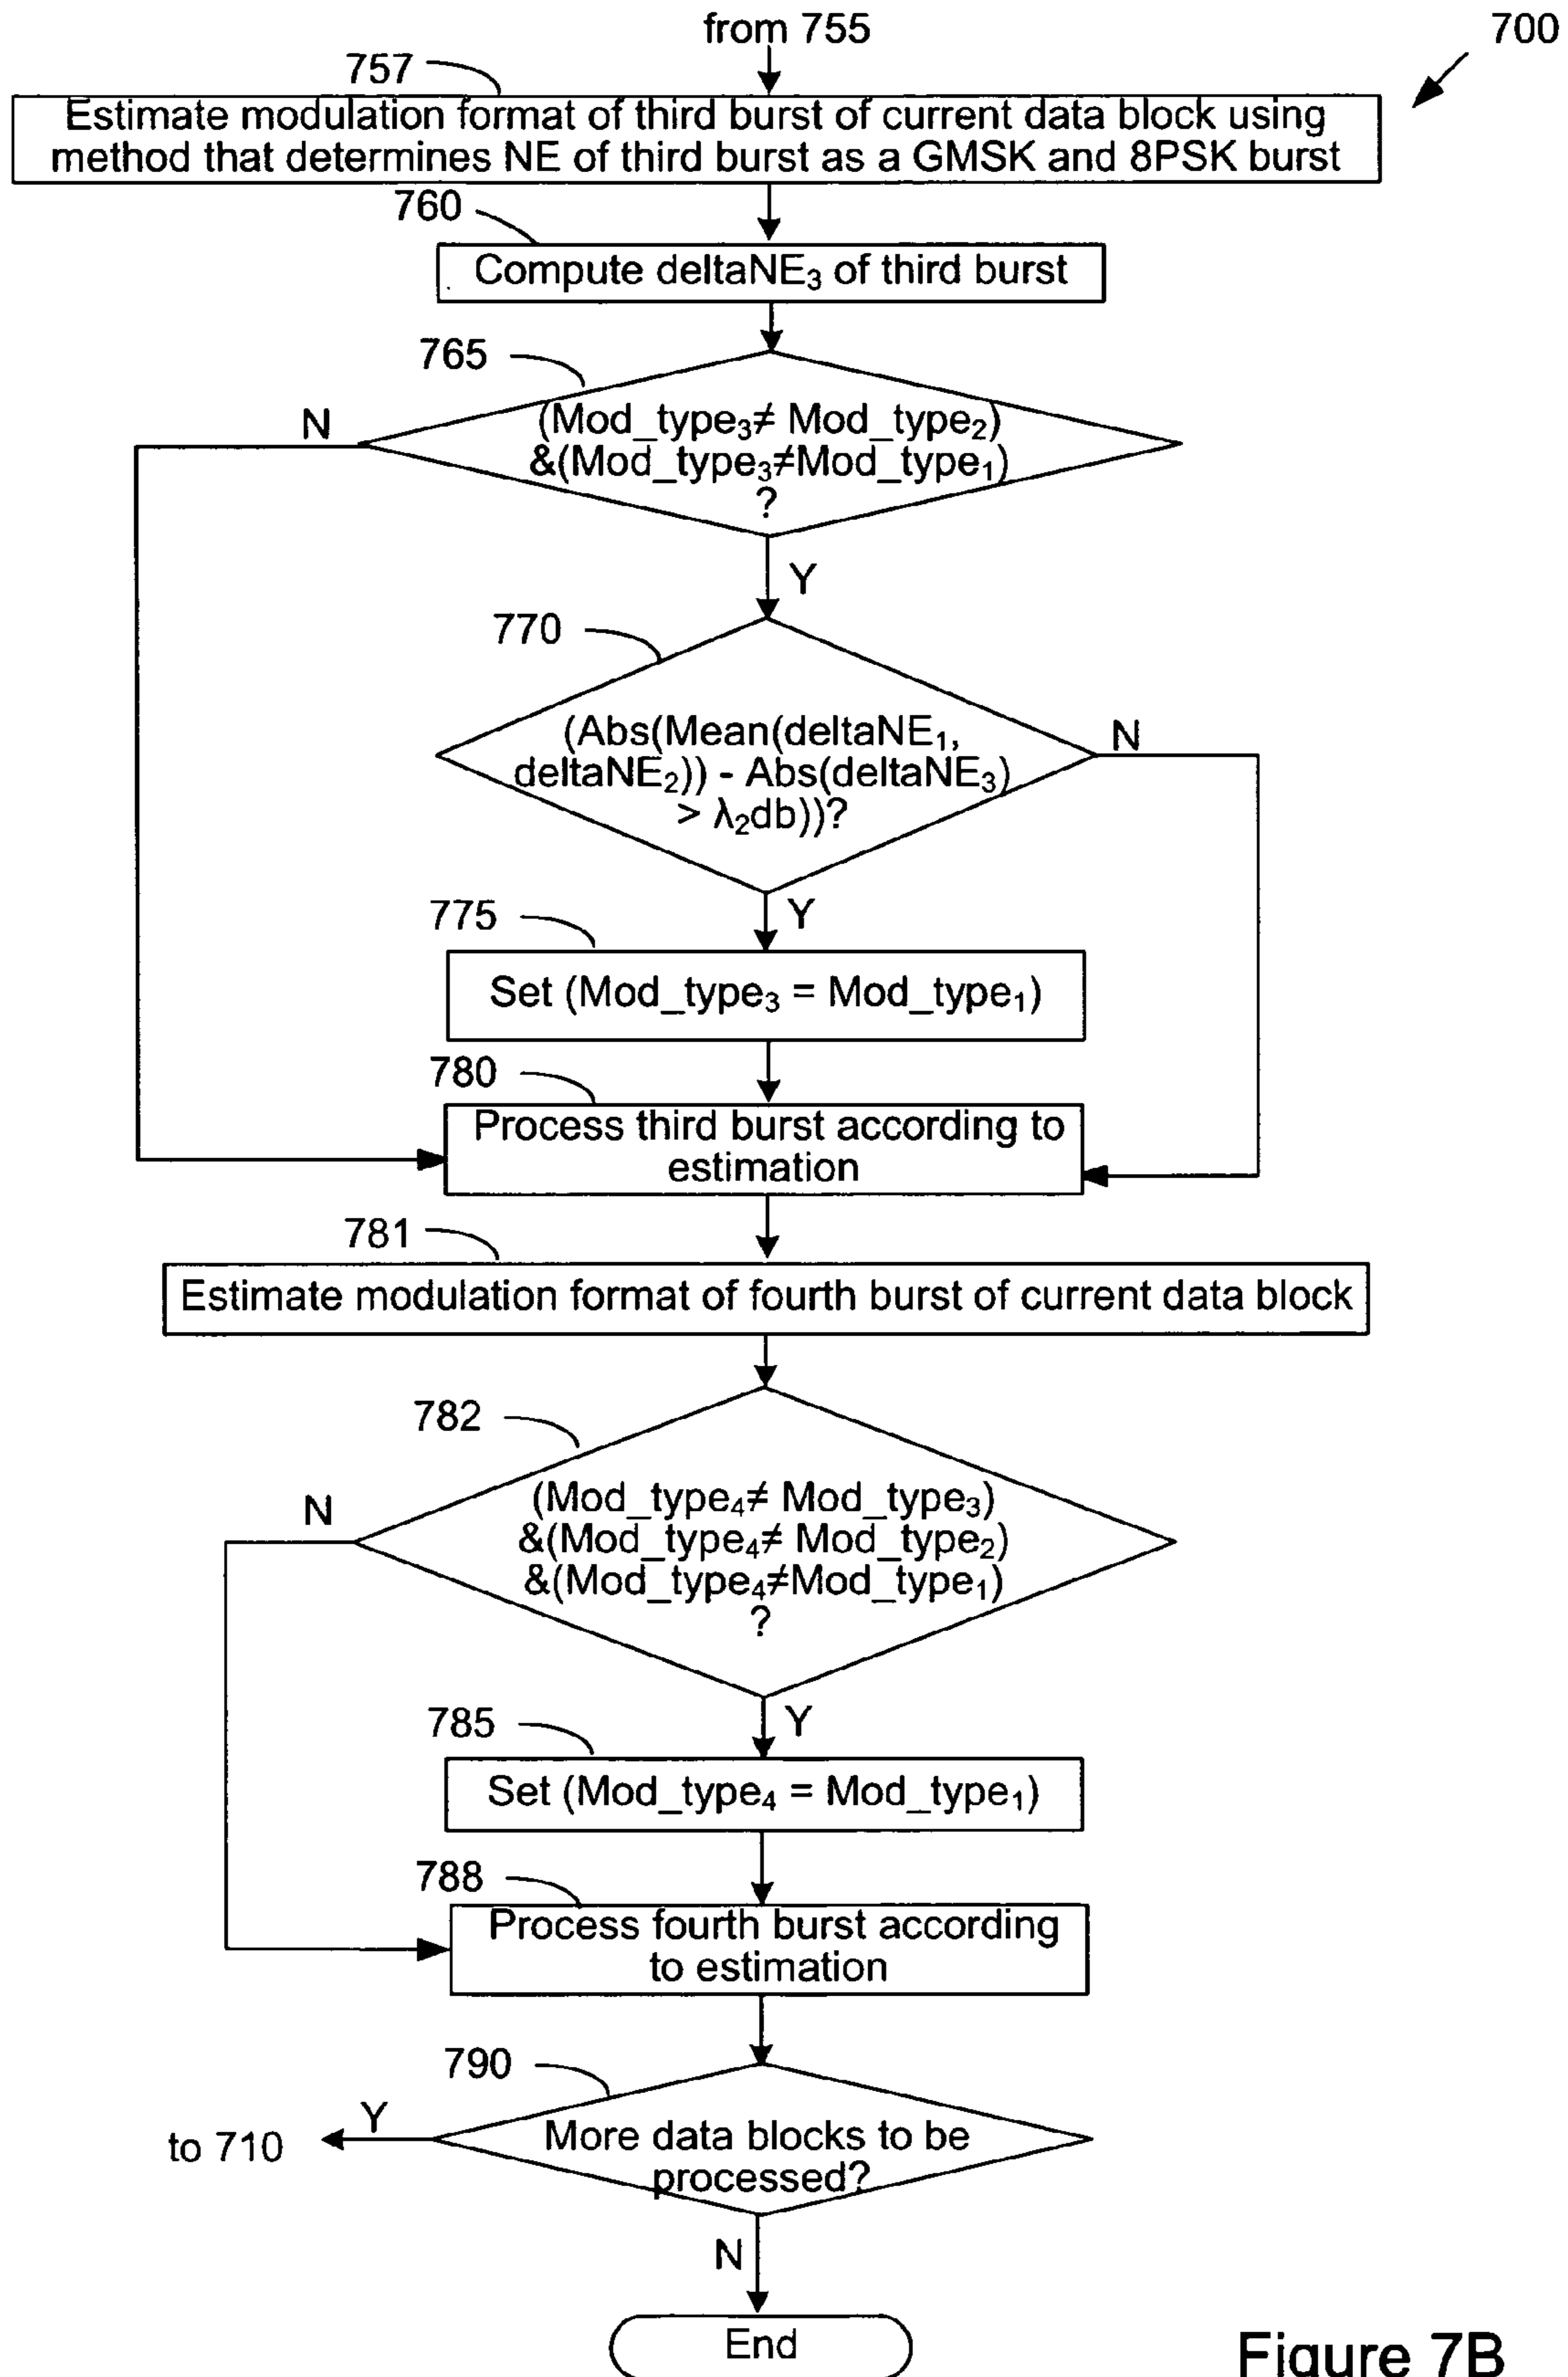 from 755
700
757
Estimate modulation format of third burst of current data block using
method that determines NE of third burst as a GMSK and 8PSK burst
760
Compute deltaNE₃ of third burst
765
N
(Mod_type₃≠ Mod_type₂)
&(Mod_type₃≠Mod_type₁)
?
Y
770
(Abs(Mean(deltaNE₁,
deltaNE₂)) - Abs(deltaNE₃)
> λ₂db))?
N
Y
775
Set (Mod_type₃ = Mod_type₁)
780
Process third burst according to
estimation
781
Estimate modulation format of fourth burst of current data block
782
N
(Mod_type₄≠ Mod_type₃)
&(Mod_type₄≠ Mod_type₂)
&(Mod_type₄≠Mod_type₁)
?
Y
785
Set (Mod_type₄ = Mod_type₁)
788
Process fourth burst according
to estimation
790
Y
to 710
More data blocks to be
processed?
N
End
Figure 7B